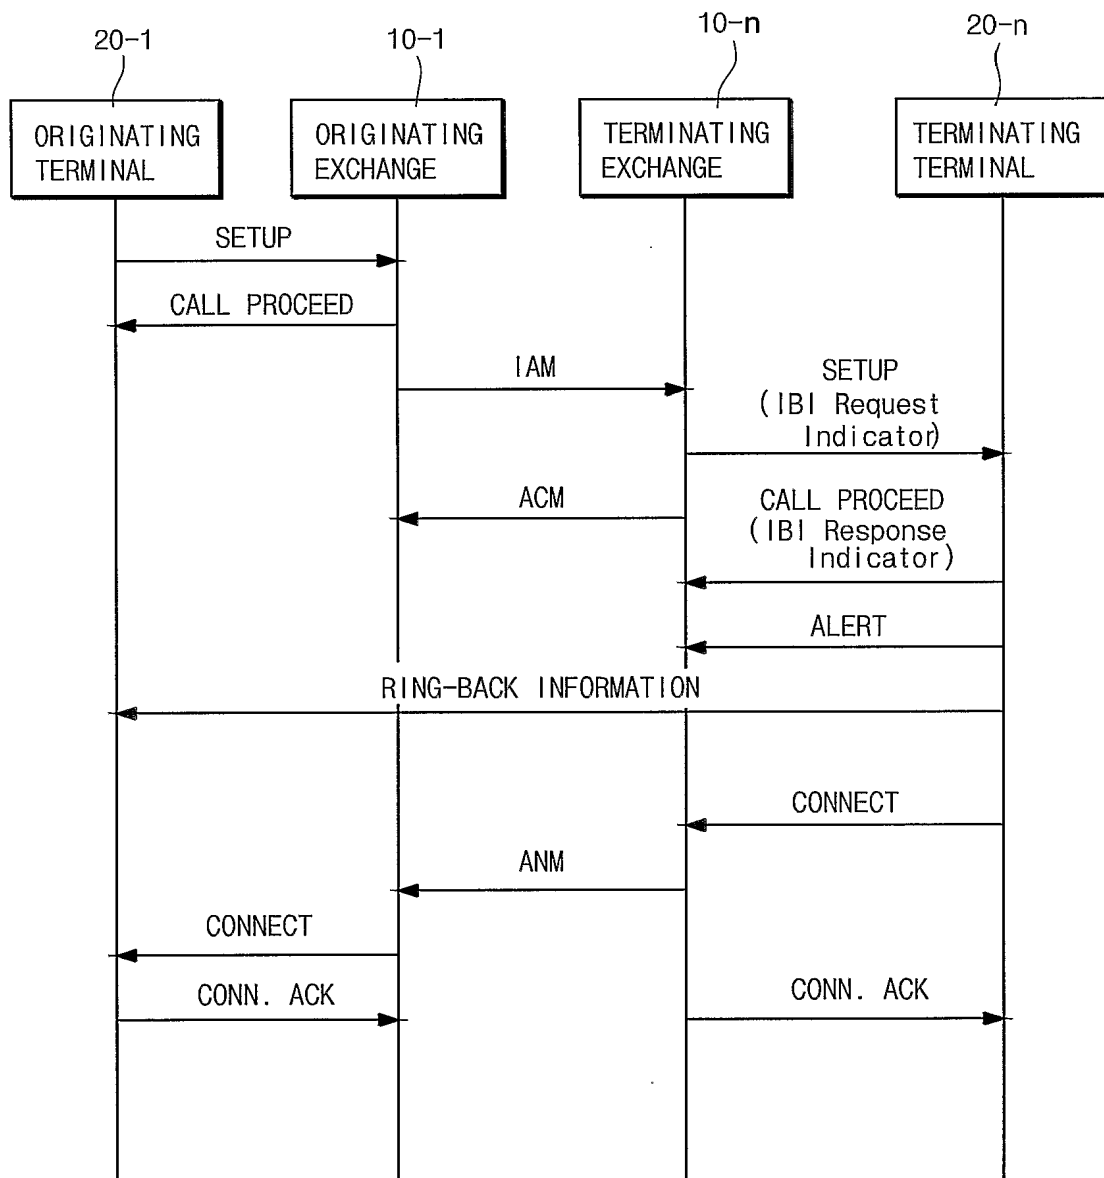 20-1
10-1
10-n
20-n
ORIGINATING
TERMINAL
ORIGINATING
EXCHANGE
TERMINATING
EXCHANGE
TERMINATING
TERMINAL
SETUP
CALL PROCEED
IAM
SETUP
(IBI Request
Indicator)
ACM
CALL PROCEED
(IBI Response
Indicator)
ALERT
RING-BACK INFORMATION
CONNECT
ANM
CONNECT
CONN. ACK
CONN. ACK